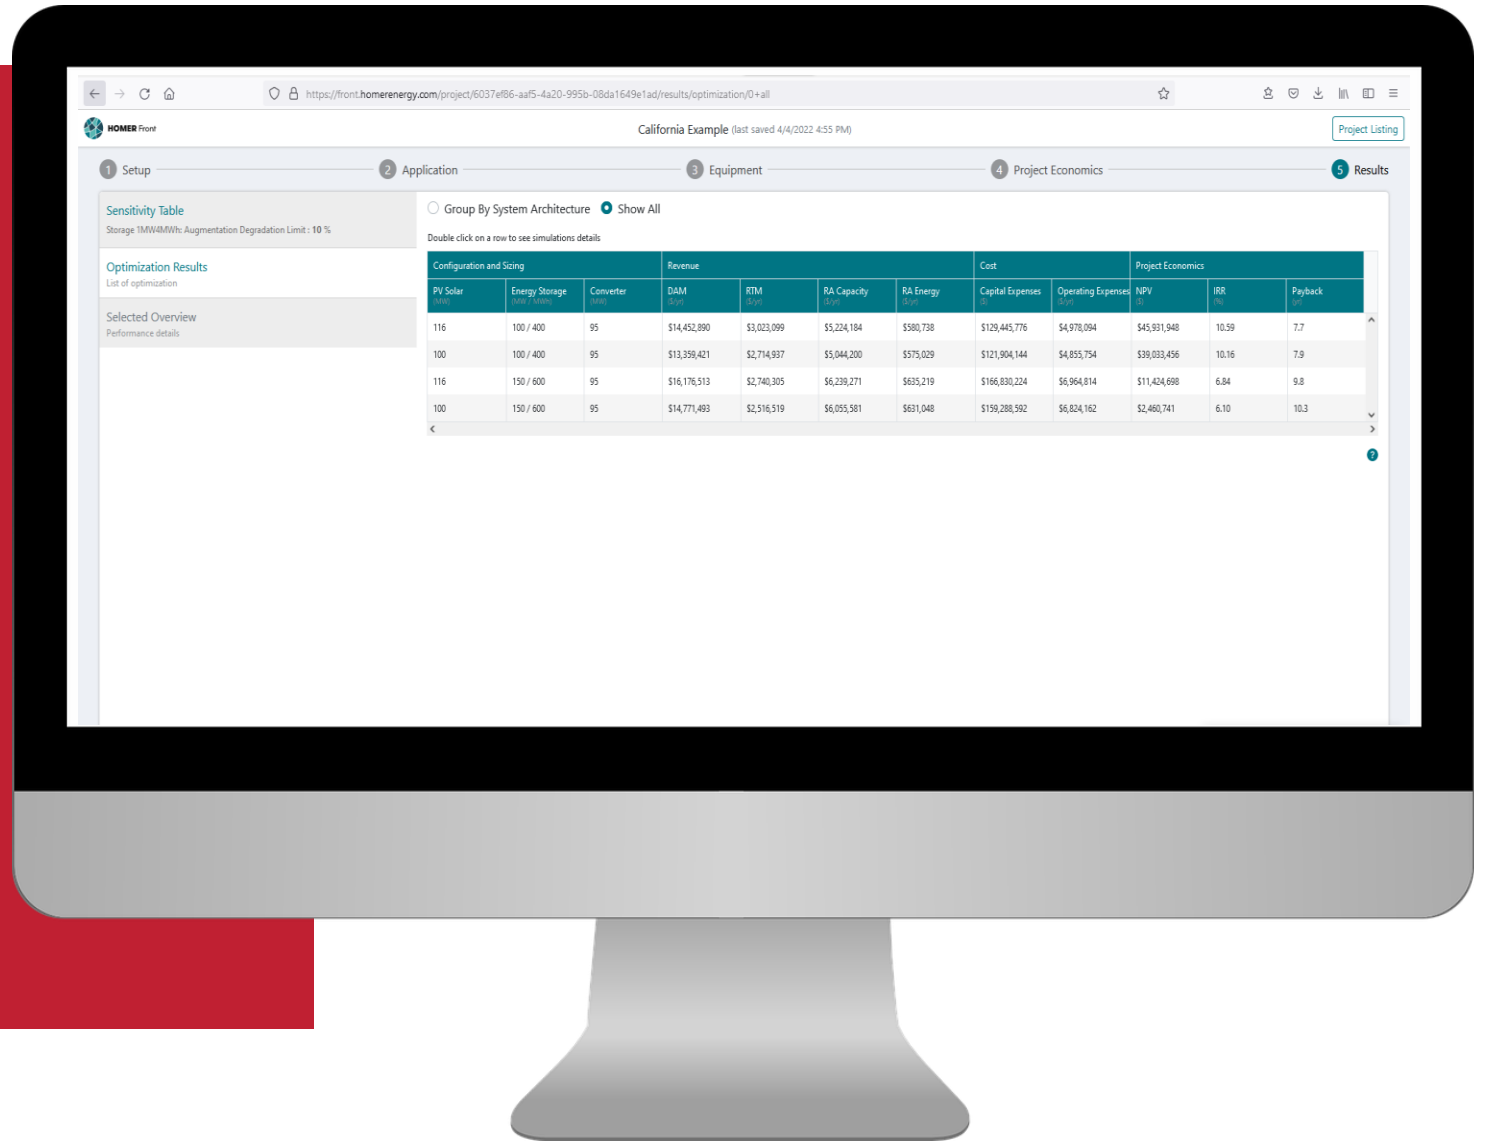 https://front.homerenergy.com/project/6037ef86-aaf5-4a20-995b-08da1649e1ad/results/optimization/0+all
HOMER Front
California Example (last saved 4/4/2022 4:55 PM)
Project Listing
1 Setup
2 Application
3 Equipment
4 Project Economics
5 Results
Sensitivity Table
Storage 1MW4MWh: Augmentation Degradation Limit : 10 %
Optimization Results
List of optimization
Selected Overview
Performance details
Group By System Architecture Show All
Double click on a row to see simulations details
Configuration and Sizing Revenue Cost Project Economics
PV Solar Energy Storage Converter DAM RTM RA Capacity RA Energy Capital Expenses Operating Expenses NPV IRR Payback
(MW) (MW / MWh) (MW) ($/yr) ($/yr) ($/yr) ($/yr) ($) ($/yr) ($) (%) (yr)
116 100 / 400 95 $14,452,890 $3,023,099 $5,224,184 $580,738 $129,445,776 $4,978,094 $45,931,948 10.59 7.7
100 100 / 400 95 $13,359,421 $2,714,937 $5,044,200 $575,029 $121,904,144 $4,855,754 $39,033,456 10.16 7.9
116 150 / 600 95 $16,176,513 $2,740,305 $6,239,271 $635,219 $166,830,224 $6,964,814 $11,424,698 6.84 9.8
100 150 / 600 95 $14,771,493 $2,516,519 $6,055,581 $631,048 $159,288,592 $6,824,162 $2,460,741 6.10 10.3
?